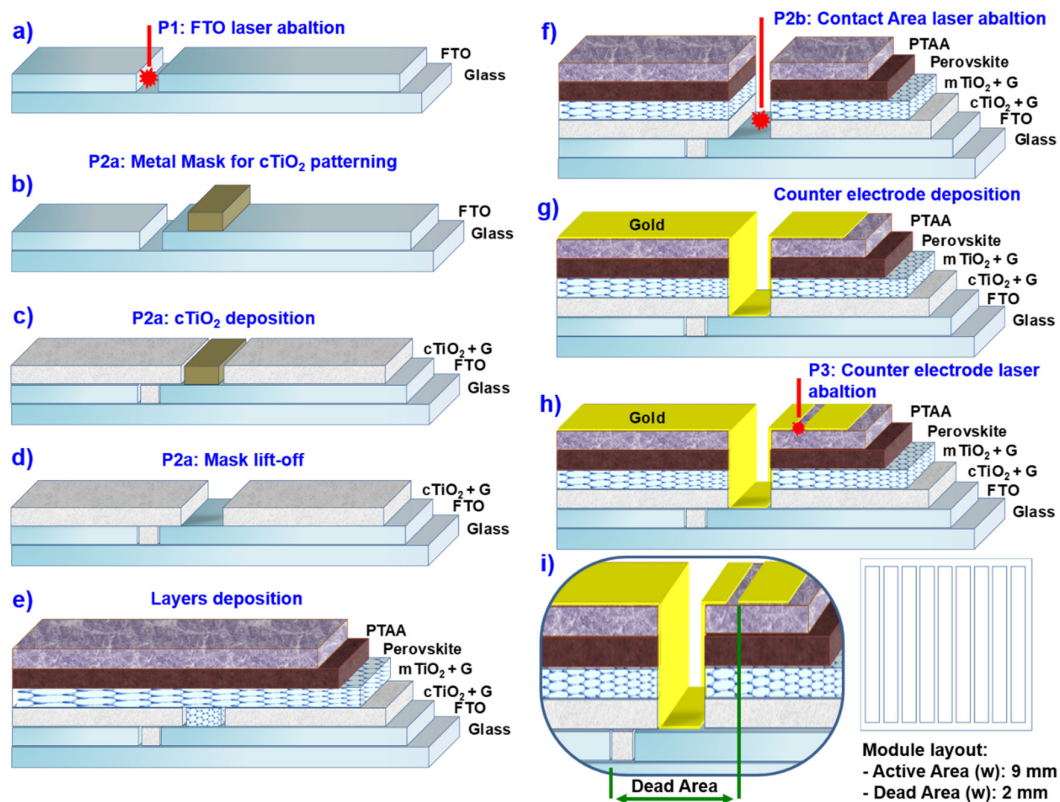 a)
P1: FTO laser abaltion
FTO
Glass
b)
P2a: Metal Mask for cTiO₂ patterning
FTO
Glass
c)
P2a: cTiO₂ deposition
cTiO₂ + G
FTO
Glass
d)
P2a: Mask lift-off
cTiO₂ + G
FTO
Glass
e)
Layers deposition
PTAA
Perovskite
mTiO₂ + G
cTiO₂ + G
FTO
Glass
f)
P2b: Contact Area laser abaltion
PTAA
Perovskite
mTiO₂ + G
cTiO₂ + G
FTO
Glass
g)
Counter electrode deposition
Gold
PTAA
Perovskite
mTiO₂ + G
cTiO₂ + G
FTO
Glass
h)
P3: Counter electrode laser
abaltion
Gold
PTAA
Perovskite
mTiO₂ + G
cTiO₂ + G
FTO
Glass
i)
Dead Area
Module layout:
- Active Area (w): 9 mm
- Dead Area (w): 2 mm